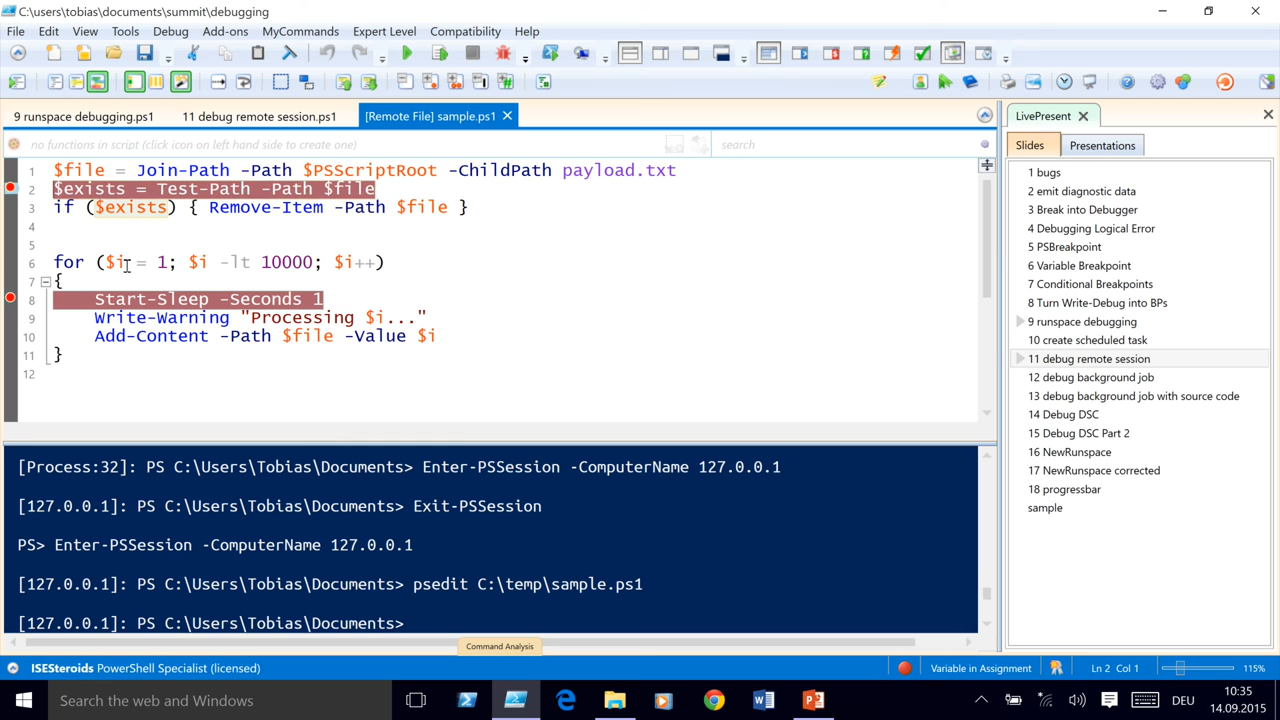 C:\users\tobias\documents\summit\debugging
File Edit View Tools Debug Add-ons MyCommands Expert Level Compatibility Help
9 runspace debugging.ps1 11 debug remote session.ps1 [Remote File] sample.ps1
no functions in script (click icon on left hand side to create one) search
1 $file = Join-Path -Path $PSScriptRoot -ChildPath payload.txt
2 $exists = Test-Path -Path $file
3 if ($exists) { Remove-Item -Path $file }
4
5
6 for ($i = 1; $i -lt 10000; $i++)
7 {
8 Start-Sleep -Seconds 1
9 Write-Warning "Processing $i..."
10 Add-Content -Path $file -Value $i
11 }
12
[Process:32]: PS C:\Users\Tobias\Documents> Enter-PSSession -ComputerName 127.0.0.1
[127.0.0.1]: PS C:\Users\Tobias\Documents> Exit-PSSession
PS> Enter-PSSession -ComputerName 127.0.0.1
[127.0.0.1]: PS C:\Users\Tobias\Documents> psedit C:\temp\sample.ps1
[127.0.0.1]: PS C:\Users\Tobias\Documents>
Command Analysis
LivePresent
Slides Presentations
1 bugs
2 emit diagnostic data
3 Break into Debugger
4 Debugging Logical Error
5 PSBreakpoint
6 Variable Breakpoint
7 Conditional Breakpoints
8 Turn Write-Debug into BPs
9 runspace debugging
10 create scheduled task
11 debug remote session
12 debug background job
13 debug background job with source code
14 Debug DSC
15 Debug DSC Part 2
16 NewRunspace
17 NewRunspace corrected
18 progressbar
sample
ISESteroids PowerShell Specialist (licensed) Variable in Assignment Ln 2 Col 1 115%
Search the web and Windows DEU 10:35
14.09.2015